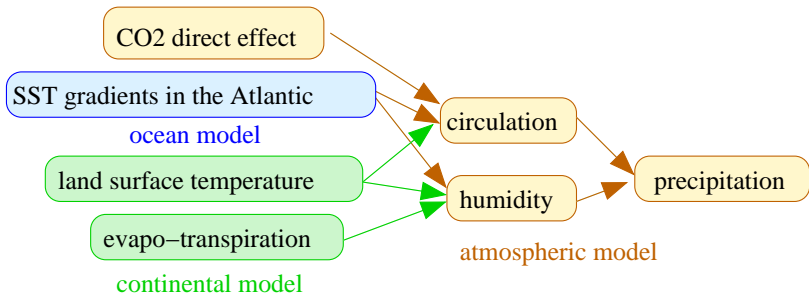 CO2 direct effect
SST gradients in the Atlantic
ocean model
land surface temperature
evapo−transpiration
continental model
circulation
humidity
atmospheric model
precipitation